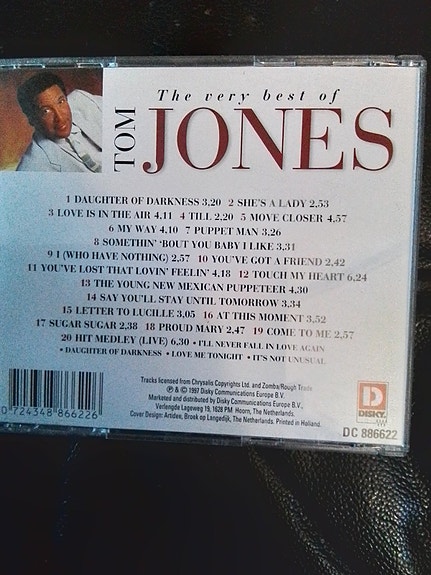 The very best of
TOM
JONES
1 DAUGHTER OF DARKNESS 3,20 2 SHE'S A LADY 2,53
3 LOVE IS IN THE AIR 4,11 4 TILL 2,20 5 MOVE CLOSER 4,57
6 MY WAY 4,10 7 PUPPET MAN 3,26
8 SOMETHIN' 'BOUT YOU BABY I LIKE 3,31
9 I (WHO HAVE NOTHING) 2,57 10 YOU'VE GOT A FRIEND 2,42
11 YOU'VE LOST THAT LOVIN' FEELIN' 4,18 12 TOUCH MY HEART 6,24
13 THE YOUNG NEW MEXICAN PUPPETEER 4,30
14 SAY YOU'LL STAY UNTIL TOMORROW 3,34
15 LETTER TO LUCILLE 3,05 16 AT THIS MOMENT 3,52
17 SUGAR SUGAR 2,38 18 PROUD MARY 2,47 19 COME TO ME 2,57
20 HIT MEDLEY (LIVE) 6,30 • I'LL NEVER FALL IN LOVE AGAIN
• DAUGHTER OF DARKNESS • LOVE ME TONIGHT • IT'S NOT UNUSUAL
Tracks licensed from Chrysalis Copyrights Ltd. and Zomba/Rough Trade
℗ & © 1997 Disky Communications Europe B.V.
Marketed and distributed by Disky Communications Europe B.V.,
Verlengde Lageweg 19, 1628 PM Hoorn, The Netherlands.
Cover Design: Artidee, Broek op Langedijk, The Netherlands. Printed in Holland.
0 724348 866226
D
DISKY
DC 886622